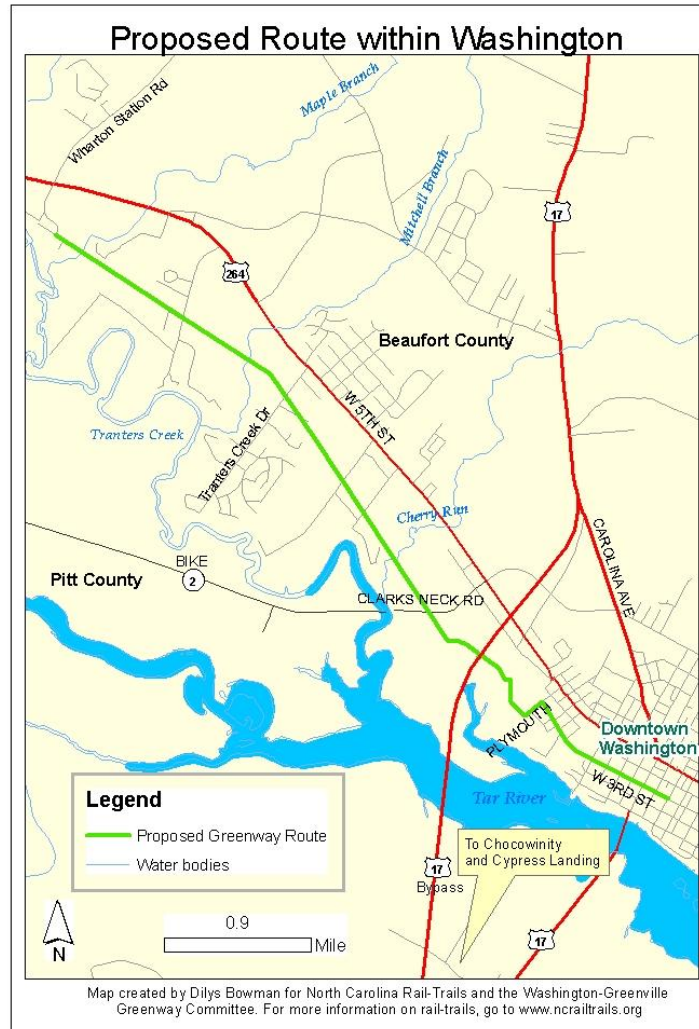 Proposed Route within Washington
Wharton Station Rd
Maple Branch
Mitchell Branch
17
264
Beaufort County
W 5TH ST
Tranters Creek
Tranters Creek Dr
Cherry Run
CAROLINA AVE
BIKE
2
Pitt County
CLARKS NECK RD
PLYMOUTH
Downtown
Washington
W 3RD ST
Tar River
Legend
Proposed Greenway Route
Water bodies
To Chocowinity
and Cypress Landing
17
Bypass
17
0.9
Mile
N
Map created by Dilys Bowman for North Carolina Rail-Trails and the Washington-Greenville
Greenway Committee. For more information on rail-trails, go to www.ncrailtrails.org